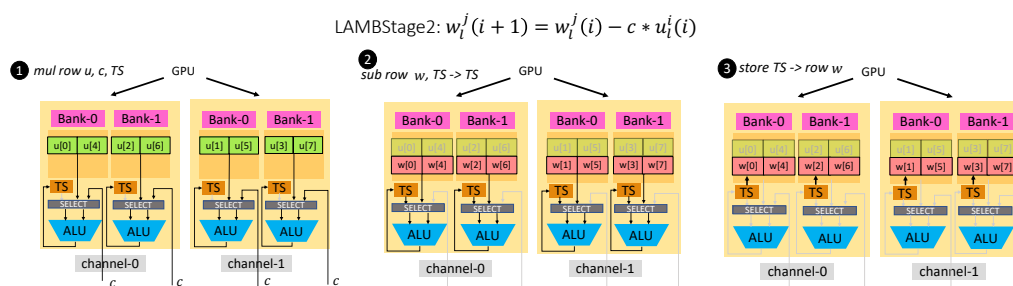 LAMBStage2: w_l^j(i + 1) = w_l^j(i) − c ∗ u_l^i(i)
1 mul row u, c, TS
GPU
Bank-0 Bank-1 Bank-0 Bank-1
u[0] u[4] u[2] u[6] u[1] u[5] u[3] u[7]
TS TS TS TS
SELECT SELECT SELECT SELECT
ALU ALU ALU ALU
channel-0 channel-1
c c c c
2 sub row w, TS -> TS
GPU
Bank-0 Bank-1 Bank-0 Bank-1
u[0] u[4] u[2] u[6] u[1] u[5] u[3] u[7]
w[0] w[4] w[2] w[6] w[1] w[5] w[3] w[7]
TS TS TS TS
SELECT SELECT SELECT SELECT
ALU ALU ALU ALU
channel-0 channel-1
3 store TS -> row w
GPU
Bank-0 Bank-1 Bank-0 Bank-1
u[0] u[4] u[2] u[6] u[1] u[5] u[3] u[7]
w[0] w[4] w[2] w[6] w[1] w[5] w[3] w[7]
TS TS TS TS
SELECT SELECT SELECT SELECT
ALU ALU ALU ALU
channel-0 channel-1